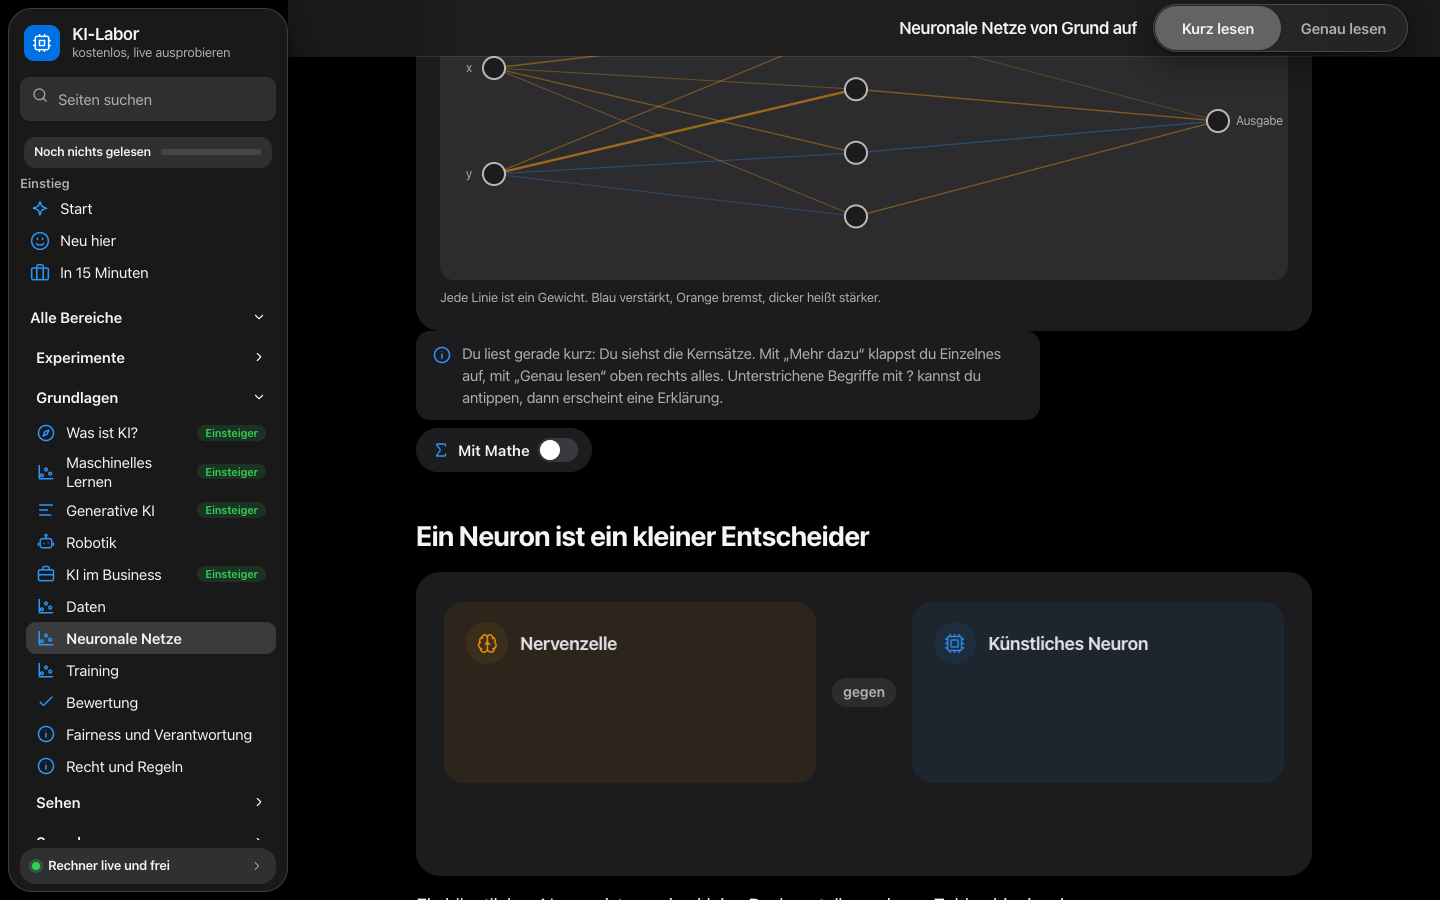 KI-Labor
kostenlos, live ausprobieren
Seiten suchen
Noch nichts gelesen
Einstieg
Start
Neu hier
In 15 Minuten
Alle Bereiche
Experimente
Grundlagen
Was ist KI?
Einsteiger
Maschinelles
Lernen
Einsteiger
Generative KI
Einsteiger
Robotik
KI im Business
Einsteiger
Daten
Neuronale Netze
Training
Bewertung
Fairness und Verantwortung
Recht und Regeln
Sehen
Rechner live und frei
Neuronale Netze von Grund auf
Kurz lesen
Genau lesen
x
y
Ausgabe
Jede Linie ist ein Gewicht. Blau verstärkt, Orange bremst, dicker heißt stärker.
Du liest gerade kurz: Du siehst die Kernsätze. Mit „Mehr dazu“ klappst du Einzelnes
auf, mit „Genau lesen“ oben rechts alles. Unterstrichene Begriffe mit ? kannst du
antippen, dann erscheint eine Erklärung.
Mit Mathe
Ein Neuron ist ein kleiner Entscheider
Nervenzelle
gegen
Künstliches Neuron